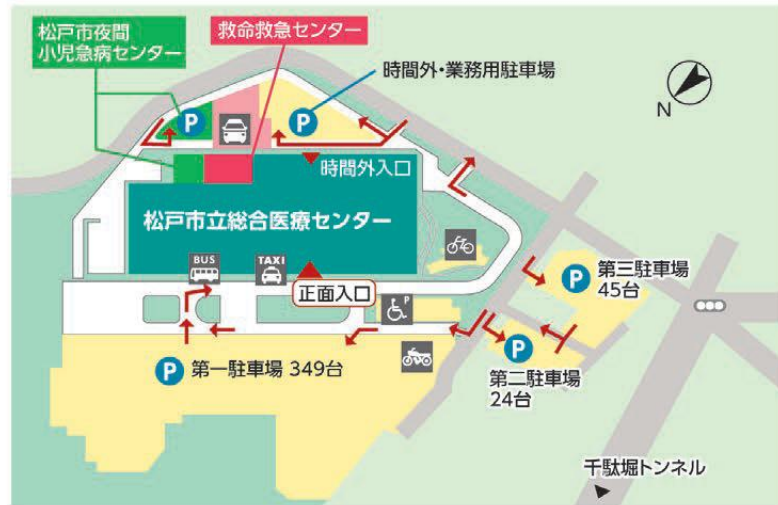 松戸市夜間
小児急病センター
救命救急センター
時間外・業務用駐車場
P
P
N
時間外入口
松戸市立総合医療センター
BUS
TAXI
正面入口
P
P
第三駐車場
45台
P
第一駐車場 349台
P
第二駐車場
24台
千駄堀トンネル